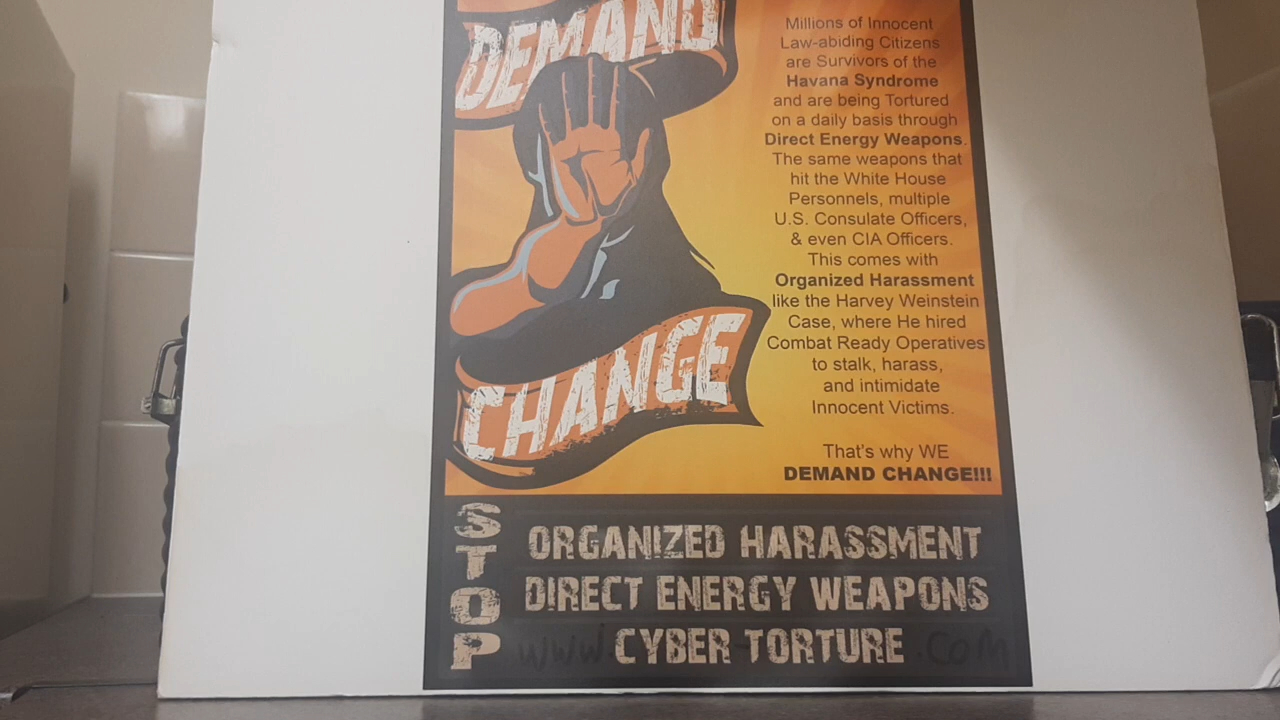 DEMAND
Millions of Innocent
Law-abiding Citizens
are Survivors of the
Havana Syndrome
and are being Tortured
on a daily basis through
Direct Energy Weapons.
The same weapons that
hit the White House
Personnels, multiple
U.S. Consulate Officers,
& even CIA Officers.
This comes with
Organized Harassment
like the Harvey Weinstein
Case, where He hired
Combat Ready Operatives
to stalk, harass,
and intimidate
Innocent Victims.
That's why WE
DEMAND CHANGE!!!
CHANGE
STOP
ORGANIZED HARASSMENT
DIRECT ENERGY WEAPONS
www. CYBER TORTURE .com